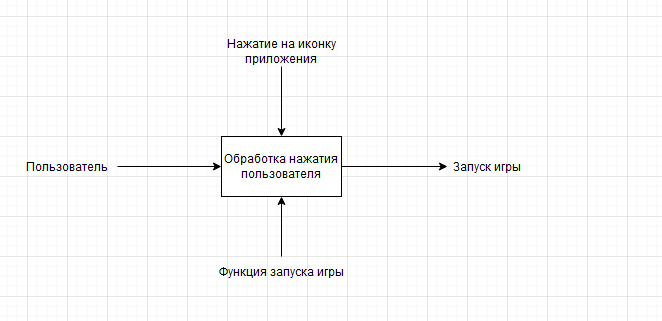 Нажатие на иконку
приложения
Пользователь
Обработка нажатия
пользователя
Запуск игры
Функция запуска игры